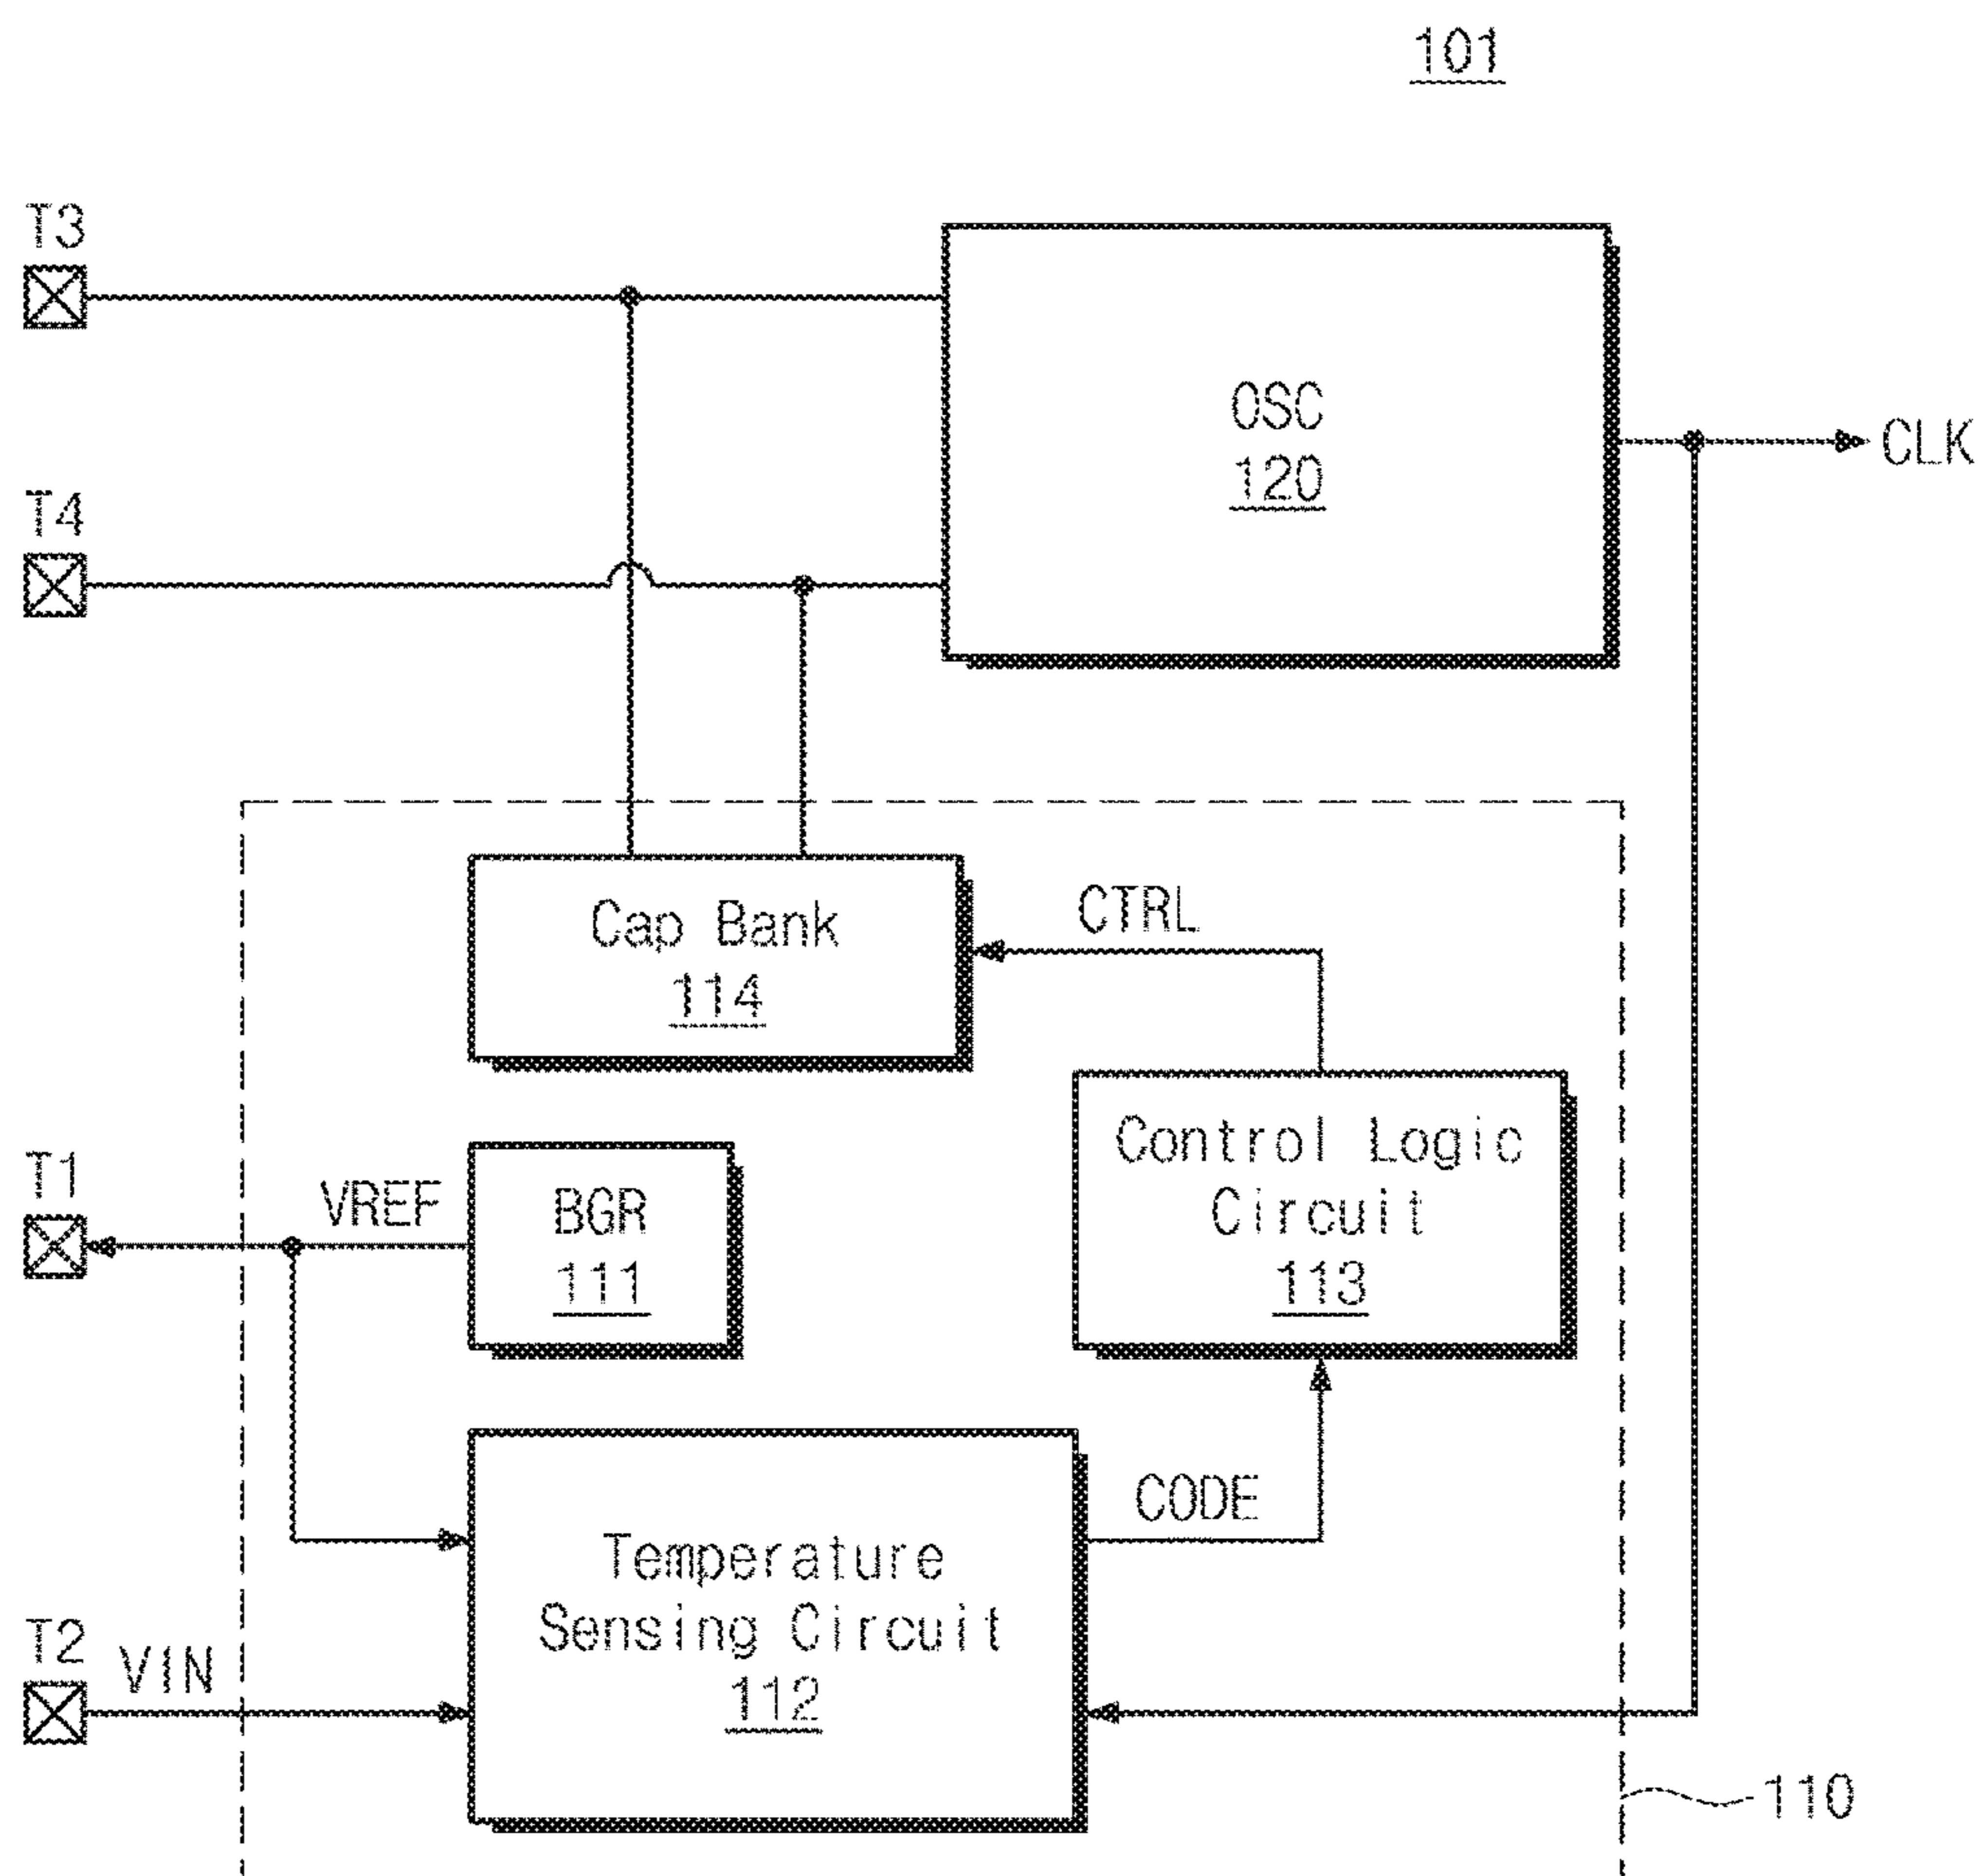 101
T3
OSC
120
CLK
T4
Cap Bank
114
CTRL
Control Logic
Circuit
113
T1
VREF
BGR
111
CODE
Temperature
Sensing Circuit
112
T2
VIN
110